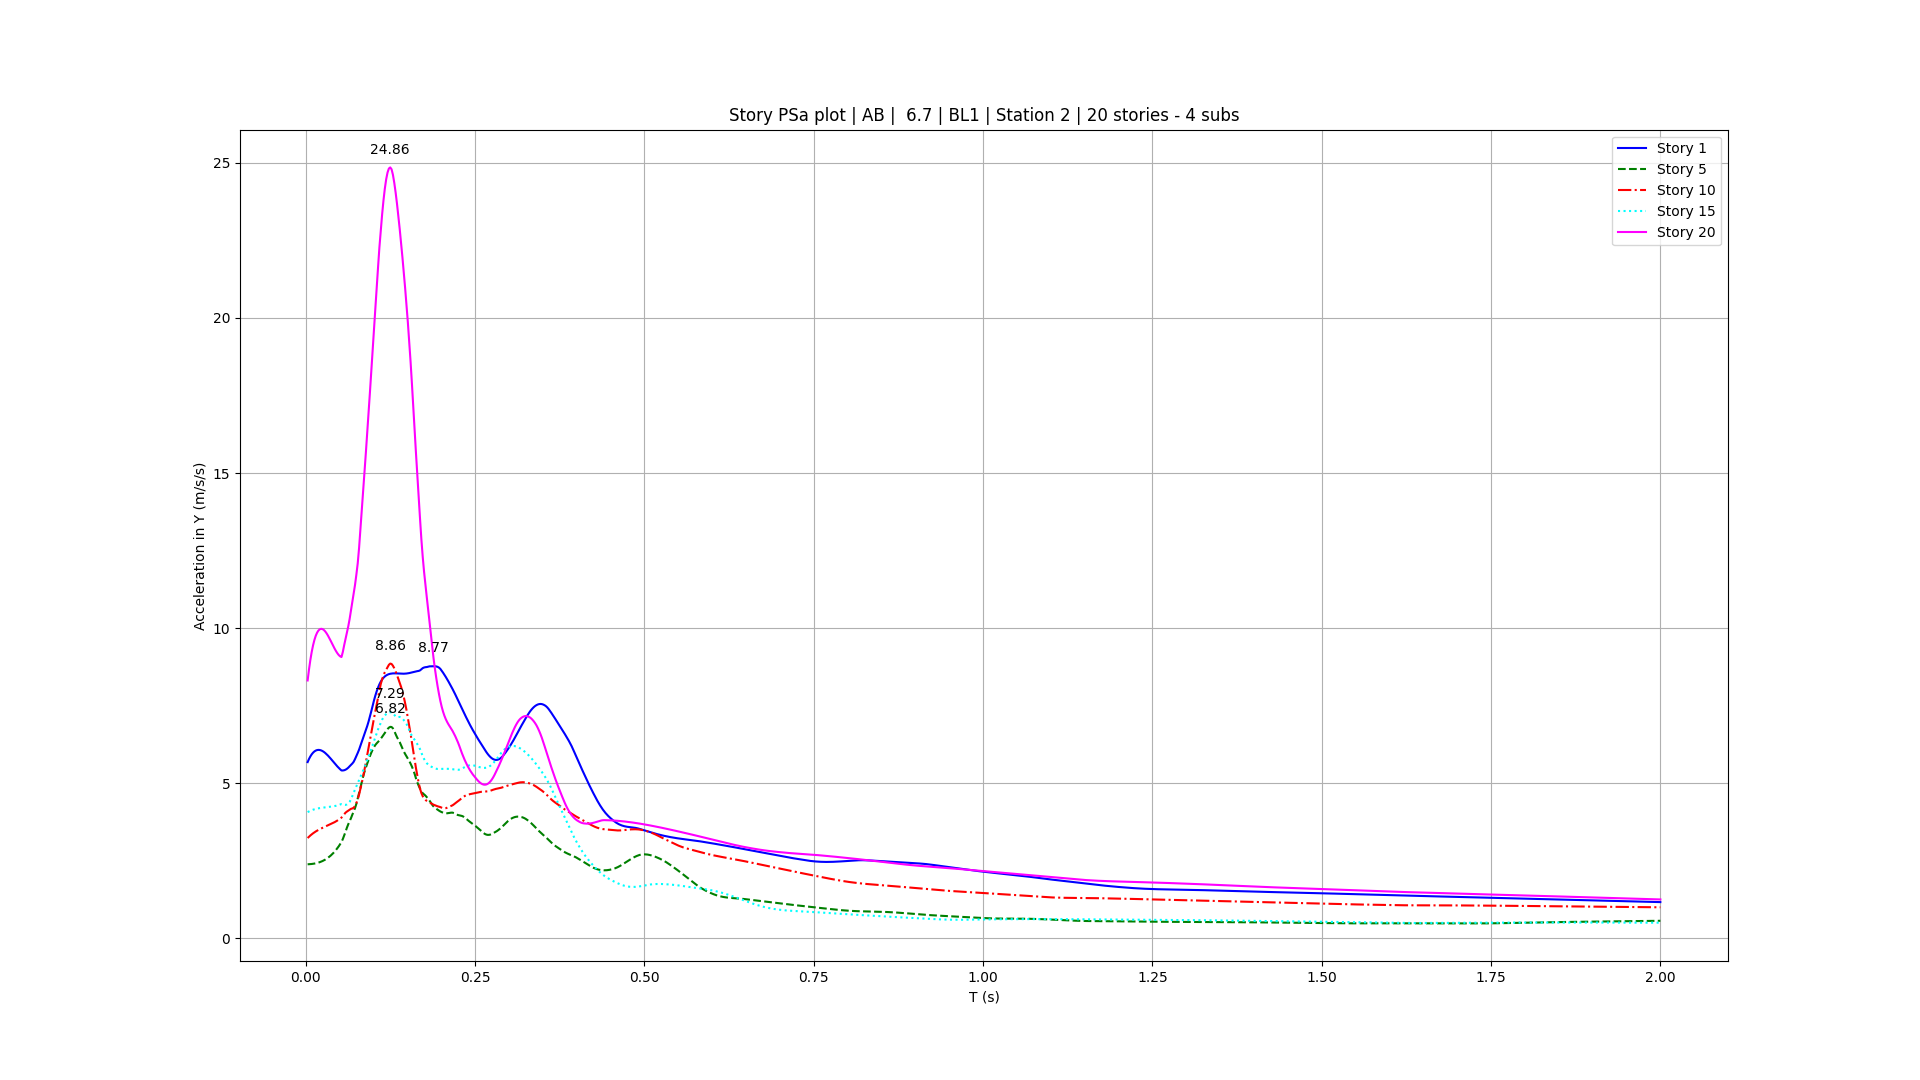 Story PSa plot | AB |  6.7 | BL1 | Station 2 | 20 stories - 4 subs
24.86
8.86
8.77
7.29
6.82
Story 1
Story 5
Story 10
Story 15
Story 20
Acceleration in Y (m/s/s)
25
20
15
10
5
0
0.00 0.25 0.50 0.75 1.00 1.25 1.50 1.75 2.00
T (s)